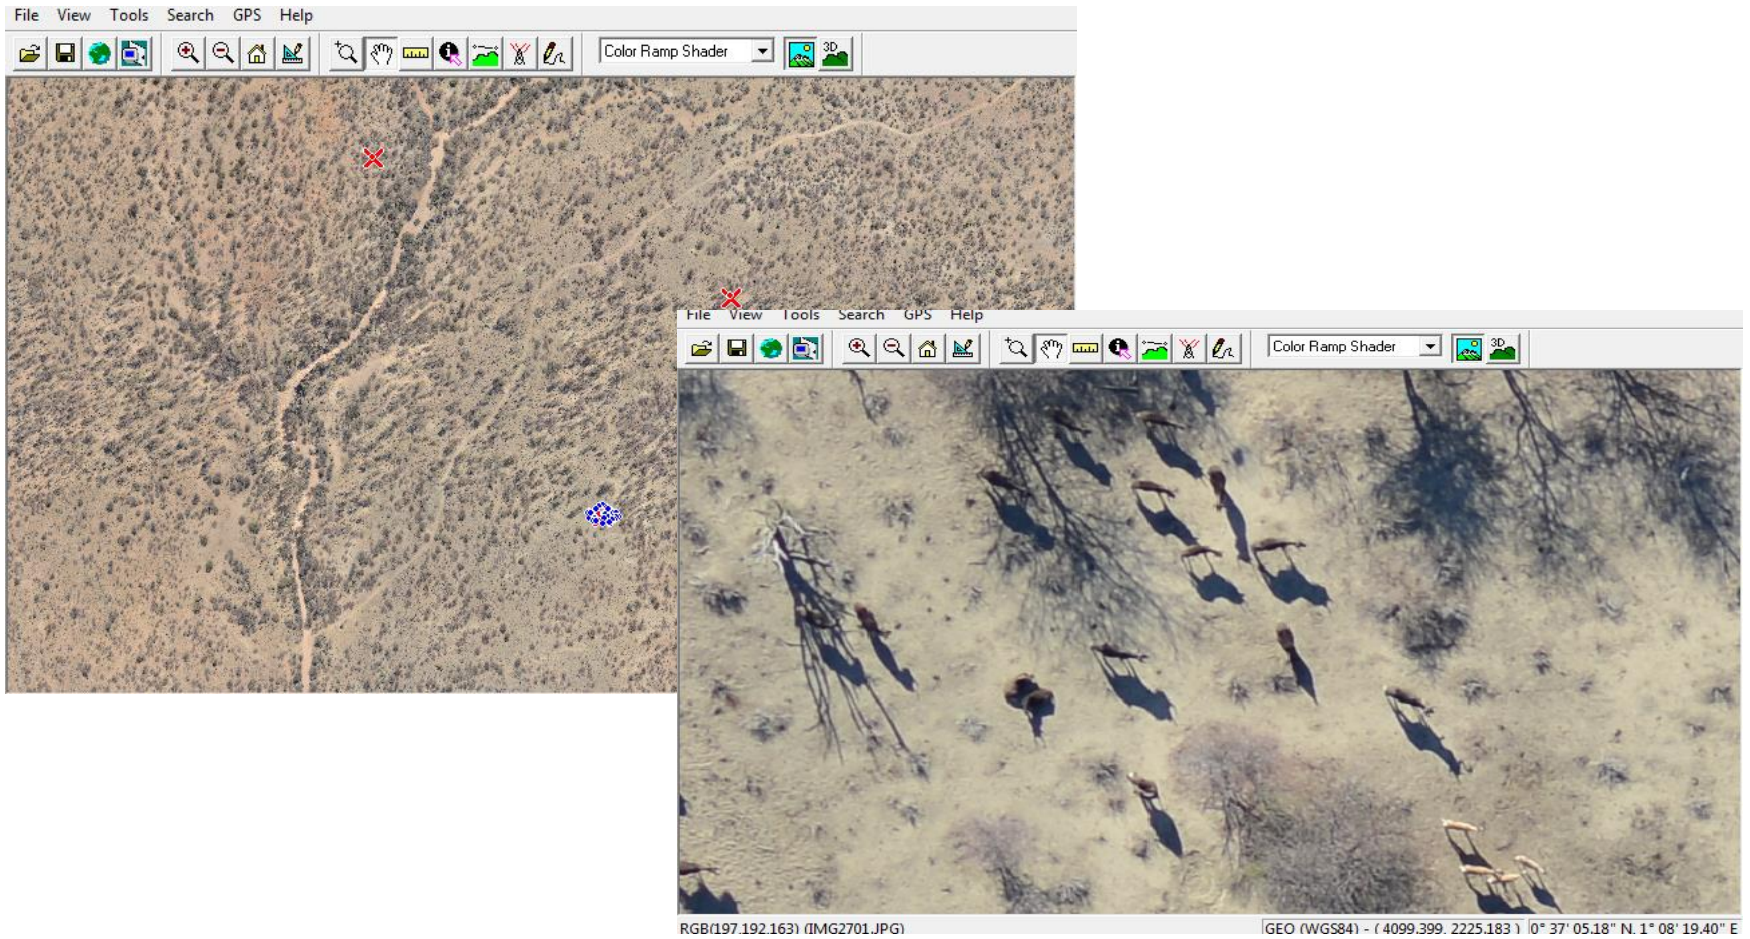 File View Tools Search GPS Help
Color Ramp Shader
3D
File View Tools Search GPS Help
Color Ramp Shader
3D
RGB(197,192,163) (IMG2701.JPG)
GEO (WGS84) - ( 4099.399, 2225.183 ) 0° 37' 05.18" N, 1° 08' 19.40" E